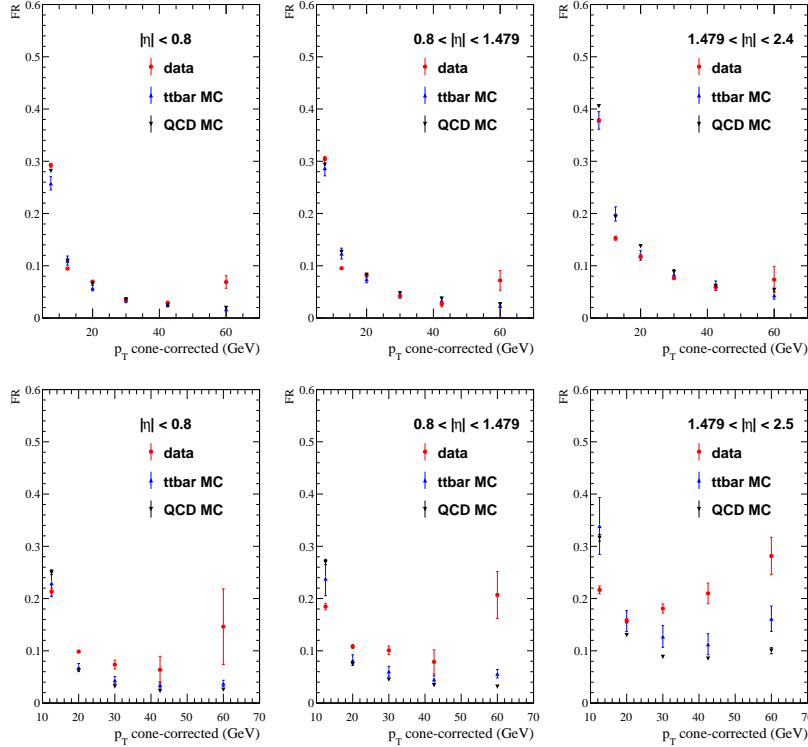 FR
0.6
0.5
0.4
0.3
0.2
0.1
0
|η| < 0.8
data
ttbar MC
QCD MC
20
40
60
p_T cone-corrected (GeV)
0.6
0.5
0.4
0.3
0.2
0.1
0
0.8 < |η| < 1.479
data
ttbar MC
QCD MC
20
40
60
p_T cone-corrected (GeV)
FR
0.6
0.5
0.4
0.3
0.2
0.1
0
1.479 < |η| < 2.4
data
ttbar MC
QCD MC
20
40
60
p_T cone-corrected (GeV)
FR
0.6
0.5
0.4
0.3
0.2
0.1
0
|η| < 0.8
data
ttbar MC
QCD MC
10 20 30 40 50 60 70
p_T cone-corrected (GeV)
FR
0.6
0.5
0.4
0.3
0.2
0.1
0
0.8 < |η| < 1.479
data
ttbar MC
QCD MC
10 20 30 40 50 60 70
p_T cone-corrected (GeV)
FR
0.6
0.5
0.4
0.3
0.2
0.1
0
1.479 < |η| < 2.5
data
ttbar MC
QCD MC
10 20 30 40 50 60 70
p_T cone-corrected (GeV)